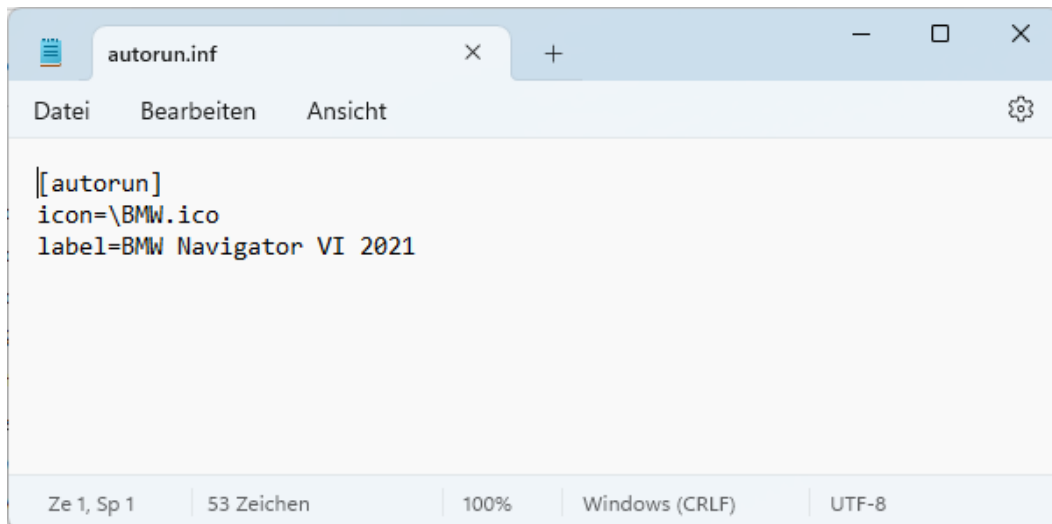 autorun.inf
Datei Bearbeiten Ansicht
[autorun]
icon=\BMW.ico
label=BMW Navigator VI 2021
Ze 1, Sp 1 53 Zeichen 100% Windows (CRLF) UTF-8